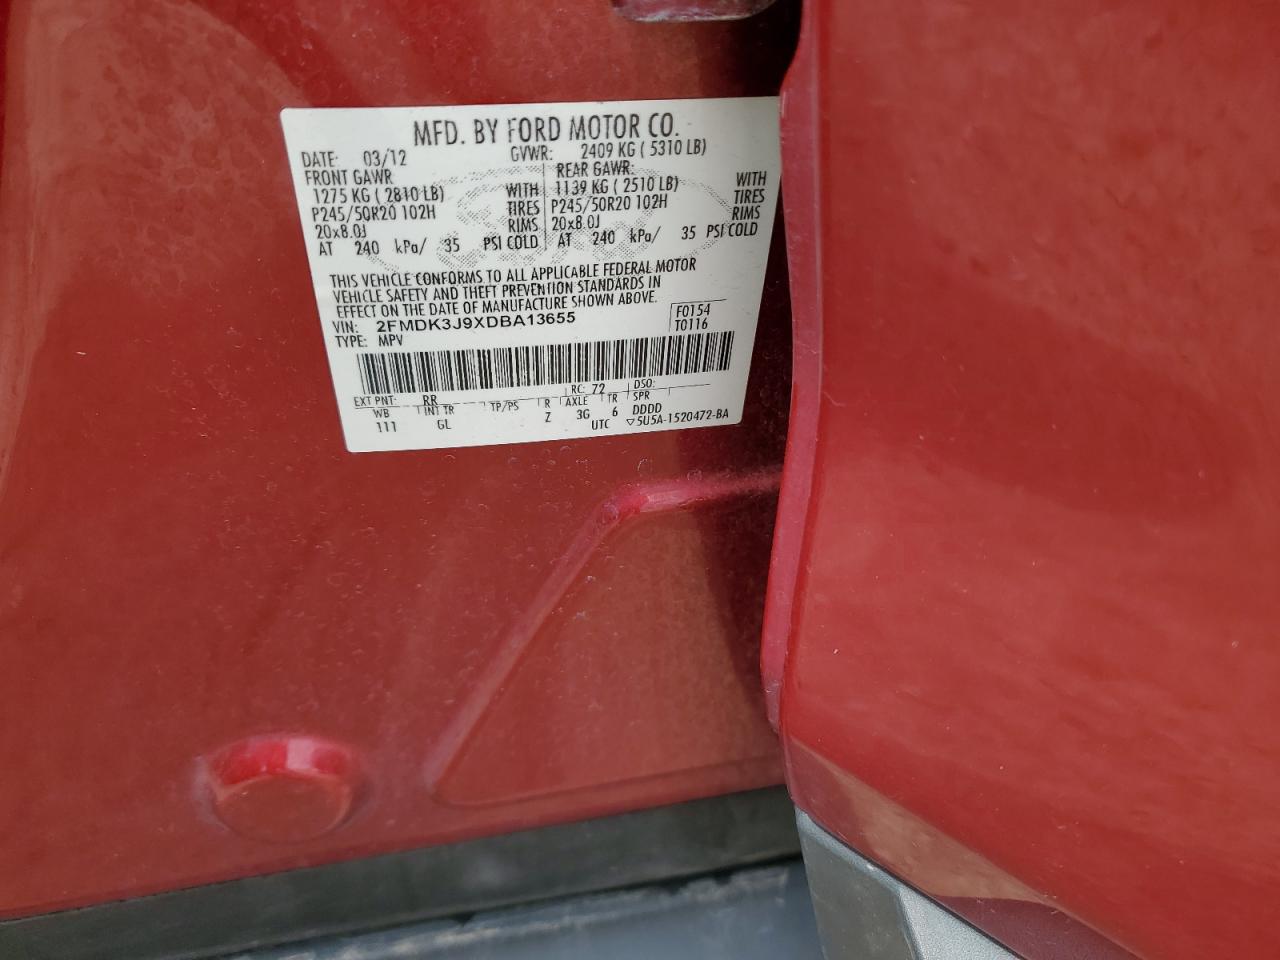 MFD. BY FORD MOTOR CO.
DATE: 03/12 GVWR: 2409 KG ( 5310 LB)
FRONT GAWR REAR GAWR:
1275 KG ( 2810 LB) WITH 1139 KG ( 2510 LB) WITH
P245/50R20 102H TIRES P245/50R20 102H TIRES
20x8.0J RIMS 20x8.0J RIMS
AT 240 kPa/ 35 PSI COLD AT 240 kPa/ 35 PSI COLD
THIS VEHICLE CONFORMS TO ALL APPLICABLE FEDERAL MOTOR
VEHICLE SAFETY AND THEFT PREVENTION STANDARDS IN
EFFECT ON THE DATE OF MANUFACTURE SHOWN ABOVE.
VIN: 2FMDK3J9XDBA13655 F0154
TYPE: MPV T0116
EXT PNT: RR RC: 72 DSO:
WB INT TR TP/PS R AXLE TR SPR
111 GL Z 3G 6 DDDD
UTC ▽5U5A-1520472-BA